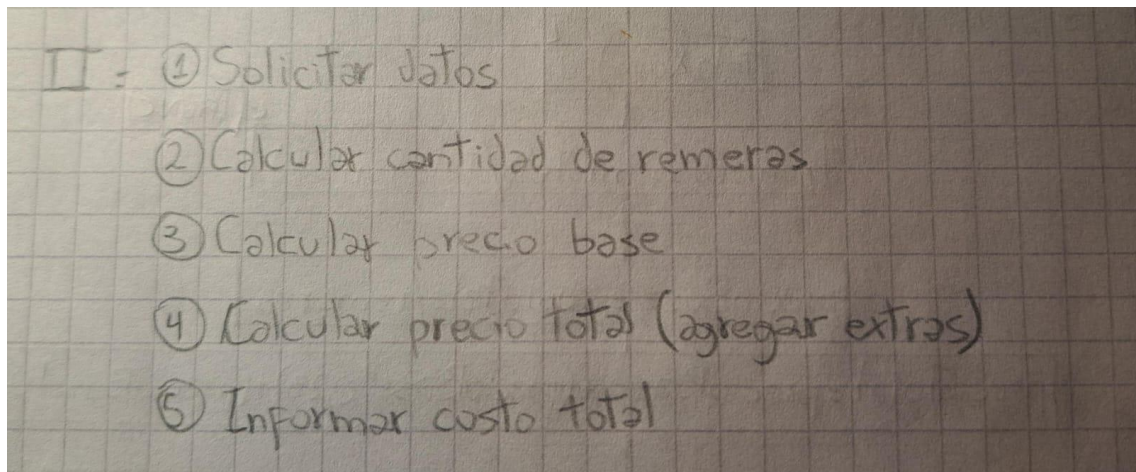 II = ① Solicitar datos
② Calcular cantidad de remeras
③ Calcular precio base
④ Calcular precio total (agregar extras)
⑤ Informar costo total